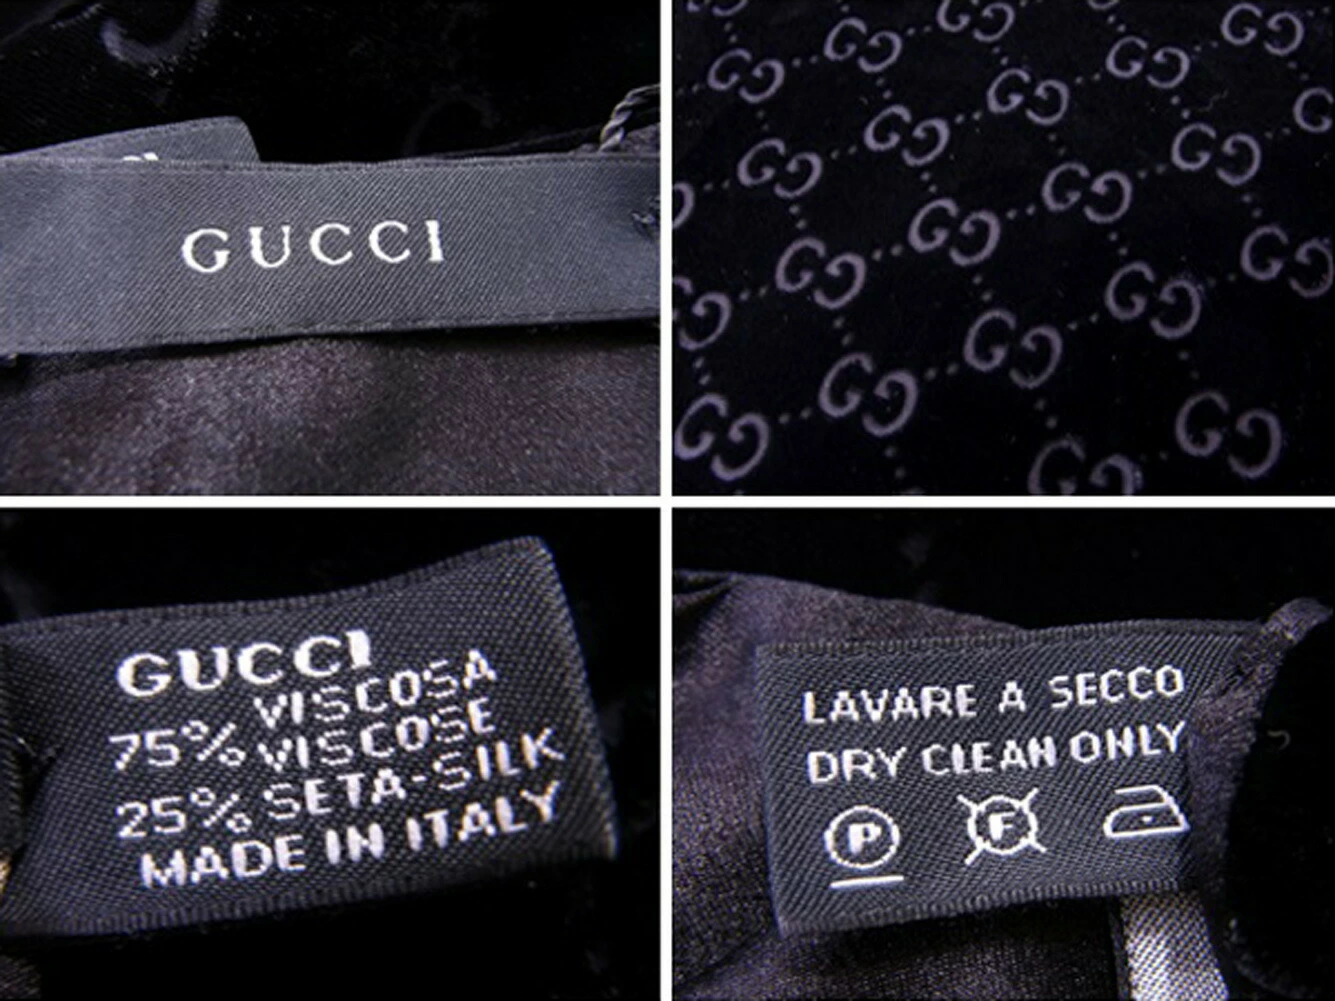 GUCCI
GUCCI
75% VISCOSA
VISCOSE
25% SETA-SILK
MADE IN ITALY
LAVARE A SECCO
DRY CLEAN ONLY
P F